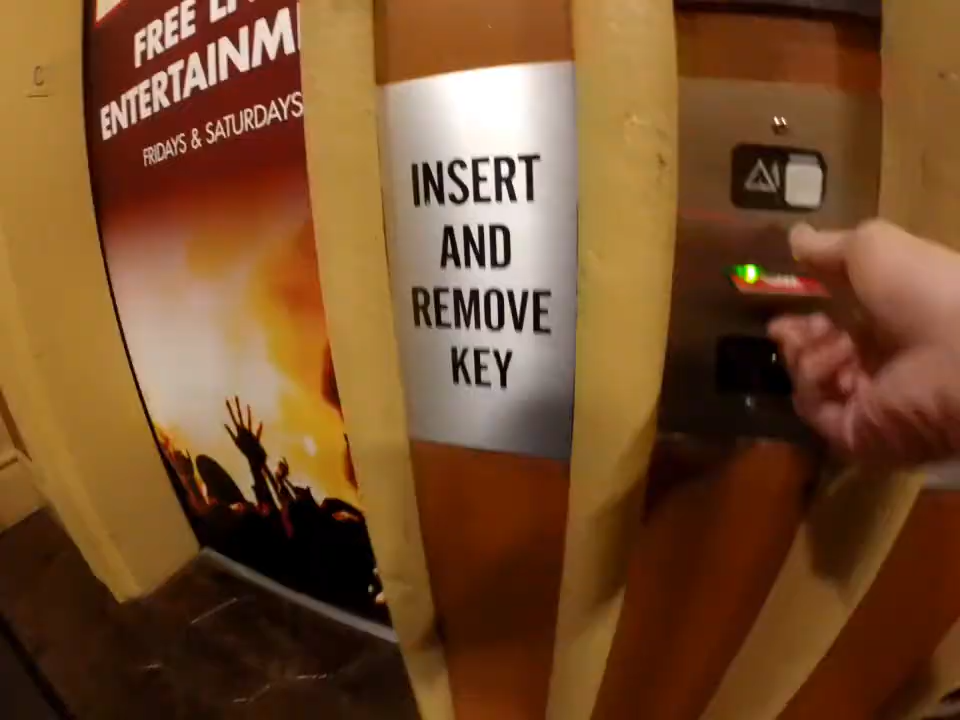 FREE
ENTERTAINM
FRIDAYS & SATURDAYS
INSERT
AND
REMOVE
KEY